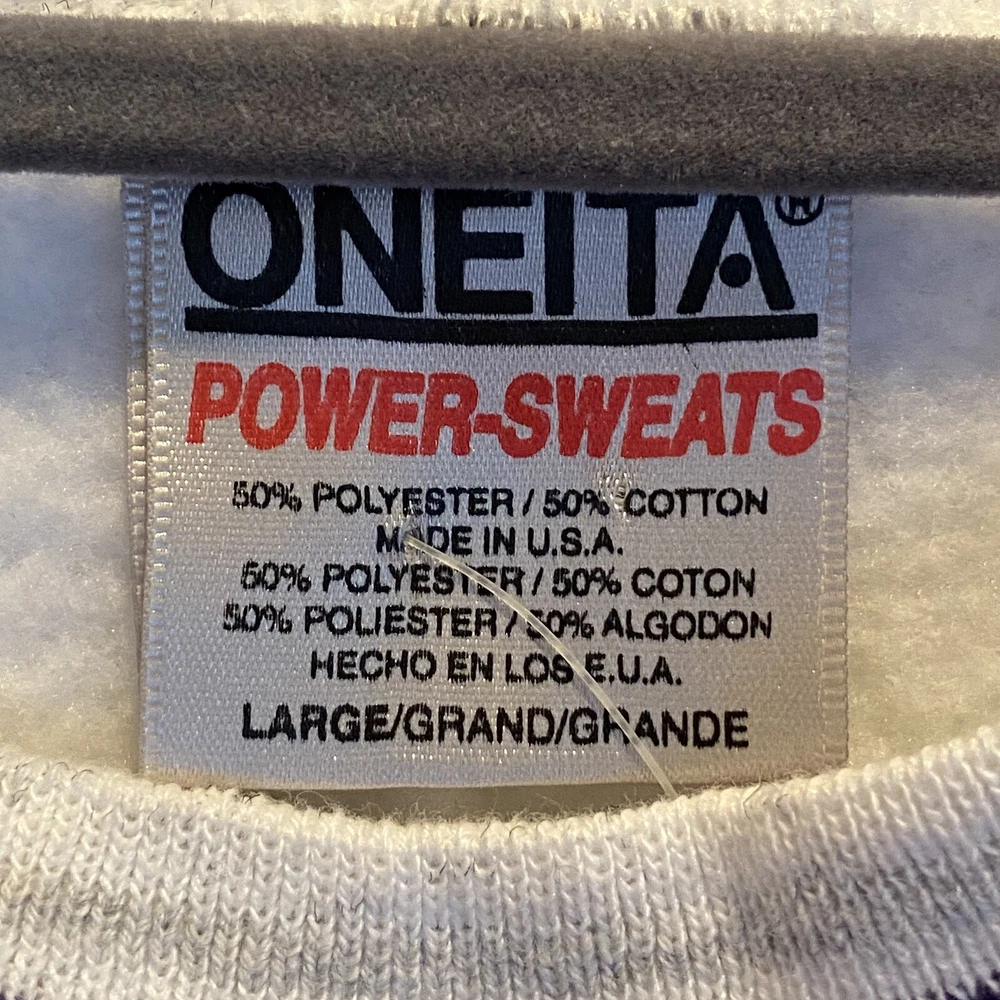 ONEITA®
POWER-SWEATS
50% POLYESTER / 50% COTTON
MADE IN U.S.A.
50% POLYESTER / 50% COTON
50% POLIESTER / 50% ALGODON
HECHO EN LOS E.U.A.
LARGE/GRAND/GRANDE